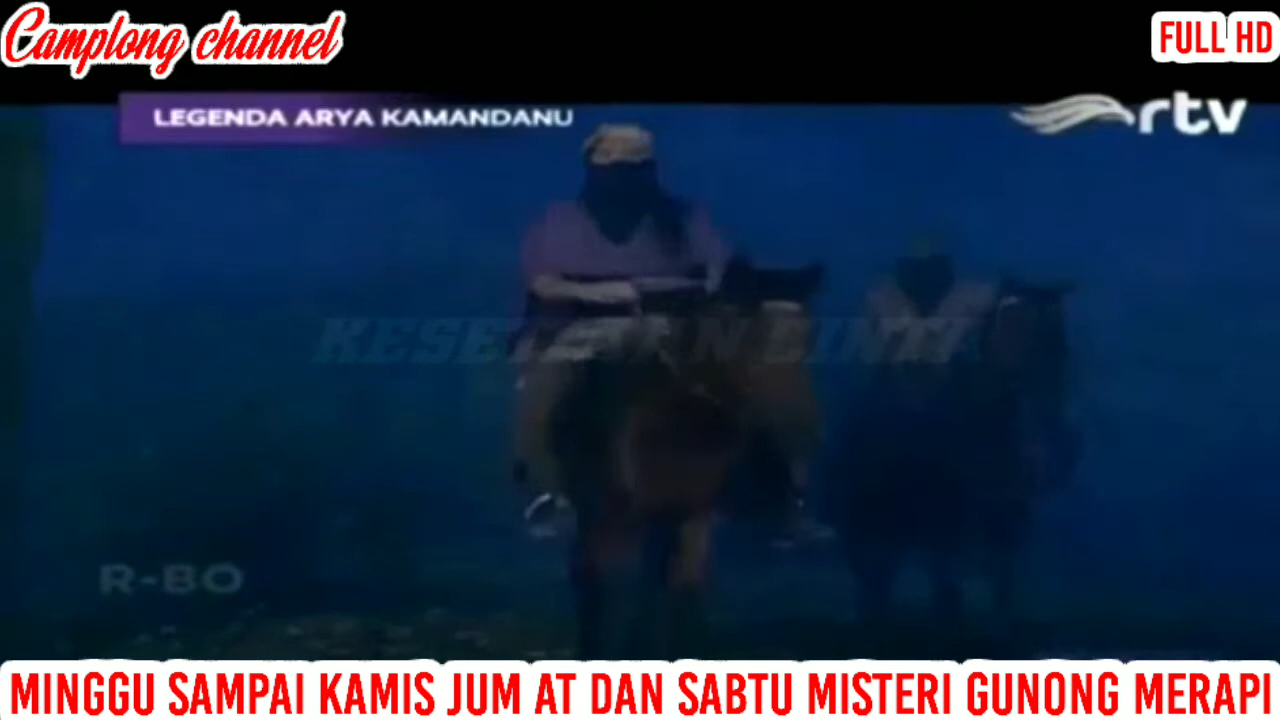 Camplong channel
FULL HD
LEGENDA ARYA KAMANDANU
rtv
R-BO
MINGGU SAMPAI KAMIS JUM AT DAN SABTU MISTERI GUNONG MERAPI